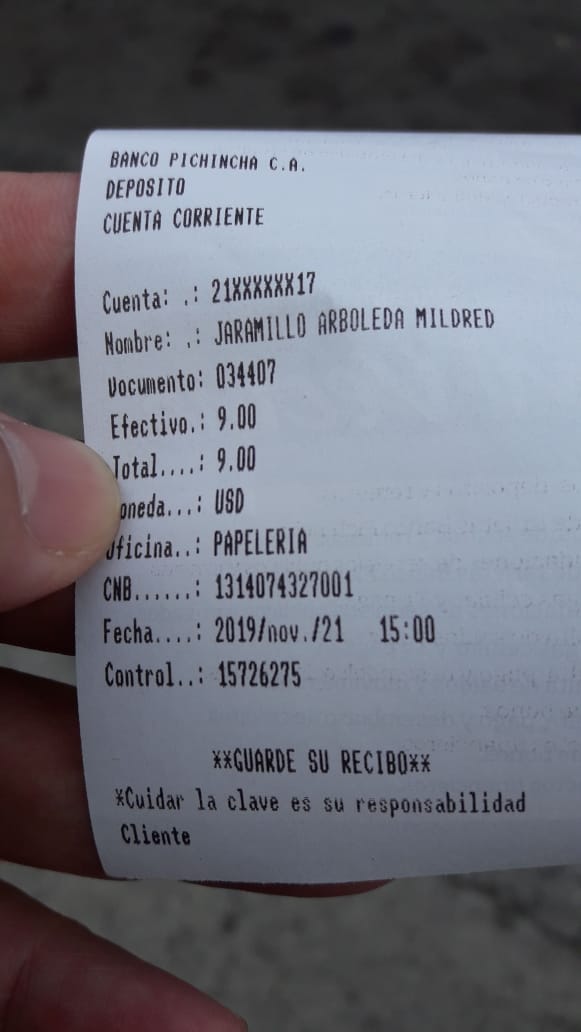 BANCO PICHINCHA C.A.
DEPOSITO
CUENTA CORRIENTE
Cuenta: .: 21XXXXXX17
Nombre: .: JARAMILLO ARBOLEDA MILDRED
Documento: 034407
Efectivo.: 9.00
Total....: 9.00
oneda...: USD
Oficina..: PAPELERIA
CNB......: 1314074327001
Fecha....: 2019/nov./21 15:00
Control..: 15726275
**GUARDE SU RECIBO**
*Cuidar la clave es su responsabilidad
Cliente